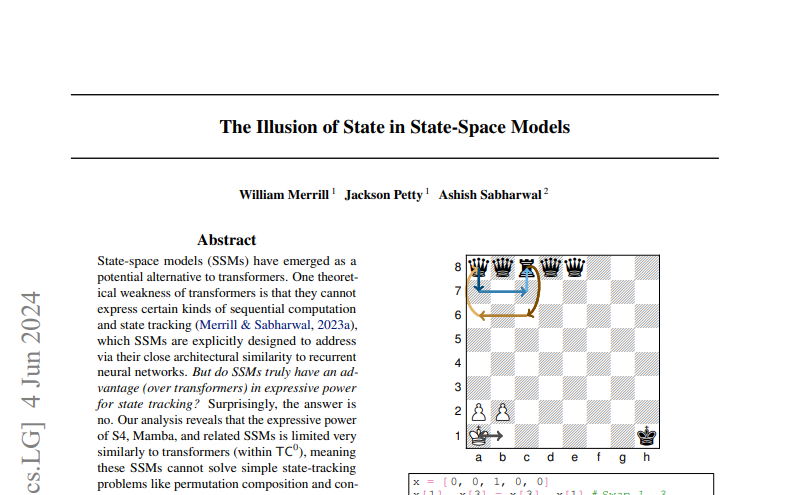 The Illusion of State in State-Space Models
William Merrill 1 Jackson Petty 1 Ashish Sabharwal 2
Abstract
State-space models (SSMs) have emerged as a
potential alternative to transformers. One theoret-
ical weakness of transformers is that they cannot
express certain kinds of sequential computation
and state tracking (Merrill & Sabharwal, 2023a),
which SSMs are explicitly designed to address
via their close architectural similarity to recurrent
neural networks. But do SSMs truly have an ad-
vantage (over transformers) in expressive power
for state tracking? Surprisingly, the answer is
no. Our analysis reveals that the expressive power
of S4, Mamba, and related SSMs is limited very
similarly to transformers (within TC0), meaning
these SSMs cannot solve simple state-tracking
problems like permutation composition and con-
8
7
6
5
4
3
2
1
a b c d e f g h
x = [0, 0, 1, 0, 0]
x[1], x[3] = x[3], x[1] # Swap 1, 3
cs.LG] 4 Jun 2024